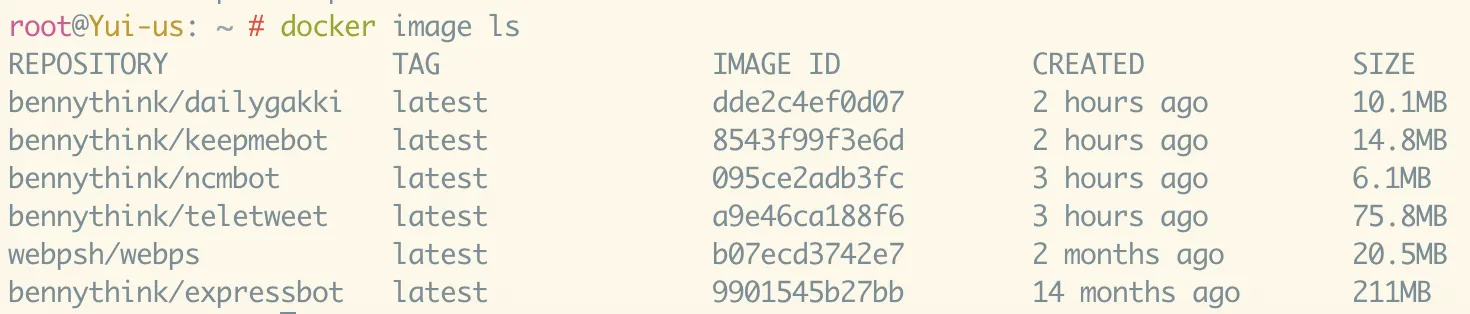 root@Yui-us: ~ # docker image ls
REPOSITORY TAG IMAGE ID CREATED SIZE
bennythink/dailygakki latest dde2c4ef0d07 2 hours ago 10.1MB
bennythink/keepmebot latest 8543f99f3e6d 2 hours ago 14.8MB
bennythink/ncmbot latest 095ce2adb3fc 3 hours ago 6.1MB
bennythink/teletweet latest a9e46ca188f6 3 hours ago 75.8MB
webpsh/webps latest b07ecd3742e7 2 months ago 20.5MB
bennythink/expressbot latest 9901545b27bb 14 months ago 211MB